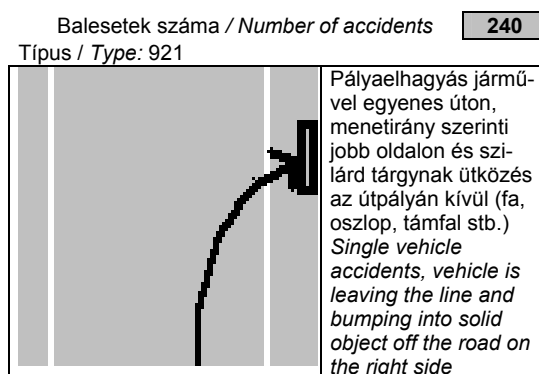 Balesetek száma / Number of accidents 240
Típus / Type: 921
Pályaelhagyás jármű-
vel egyenes úton,
menetirány szerinti
jobb oldalon és szi-
lárd tárgynak ütközés
az útpályán kívül (fa,
oszlop, támfal stb.)
Single vehicle
accidents, vehicle is
leaving the line and
bumping into solid
object off the road on
the right side